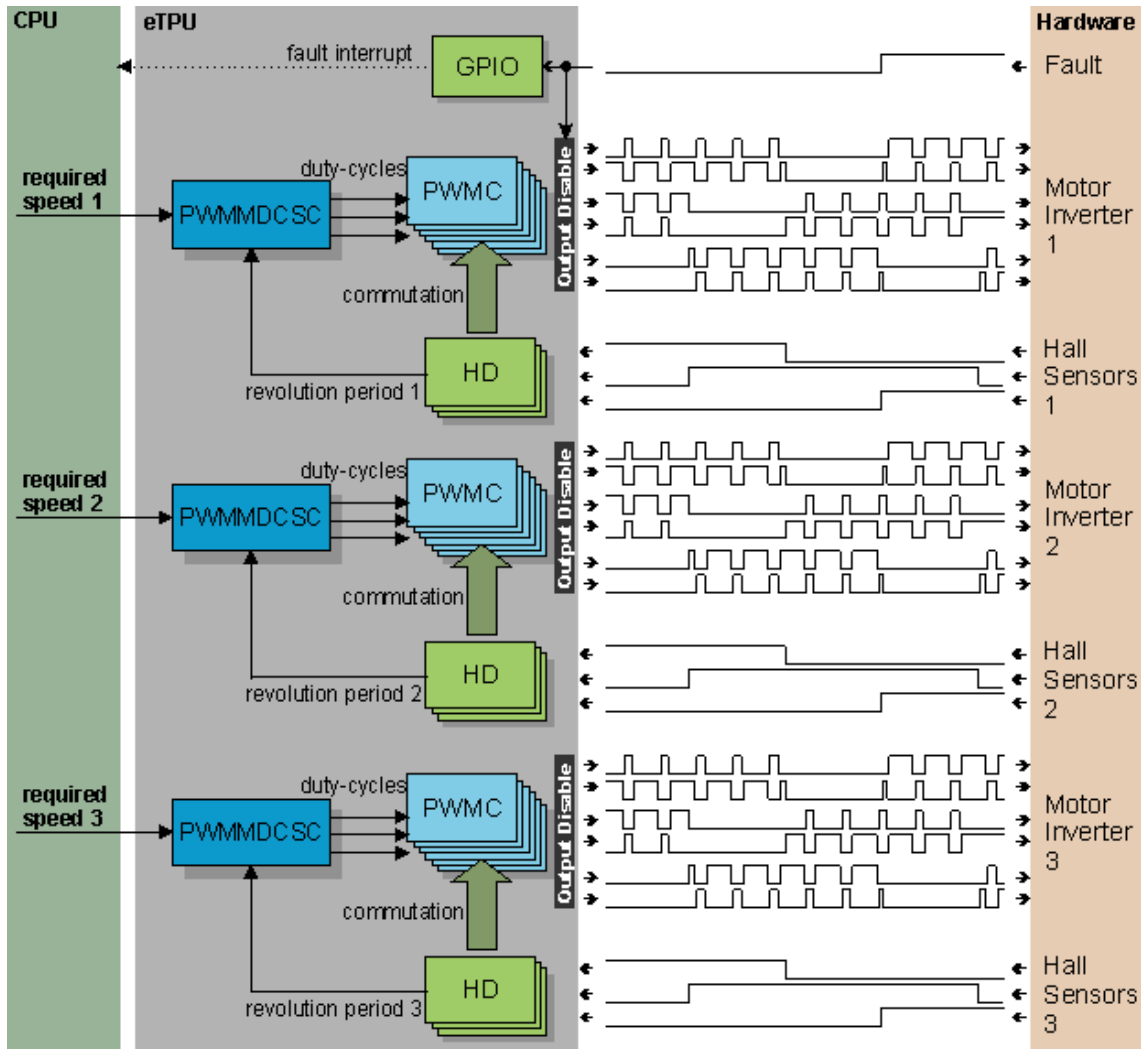 CPU
eTPU
Hardware
fault interrupt
GPIO
Fault
required
speed 1
duty-cycles
PWMMDCSC
PWMC
Output Disable
Motor
Inverter
1
commutation
HD
revolution period 1
Hall
Sensors
1
required
speed 2
duty-cycles
PWMMDCSC
PWMC
Output Disable
Motor
Inverter
2
commutation
HD
revolution period 2
Hall
Sensors
2
required
speed 3
duty-cycles
PWMMDCSC
PWMC
Output Disable
Motor
Inverter
3
commutation
HD
revolution period 3
Hall
Sensors
3